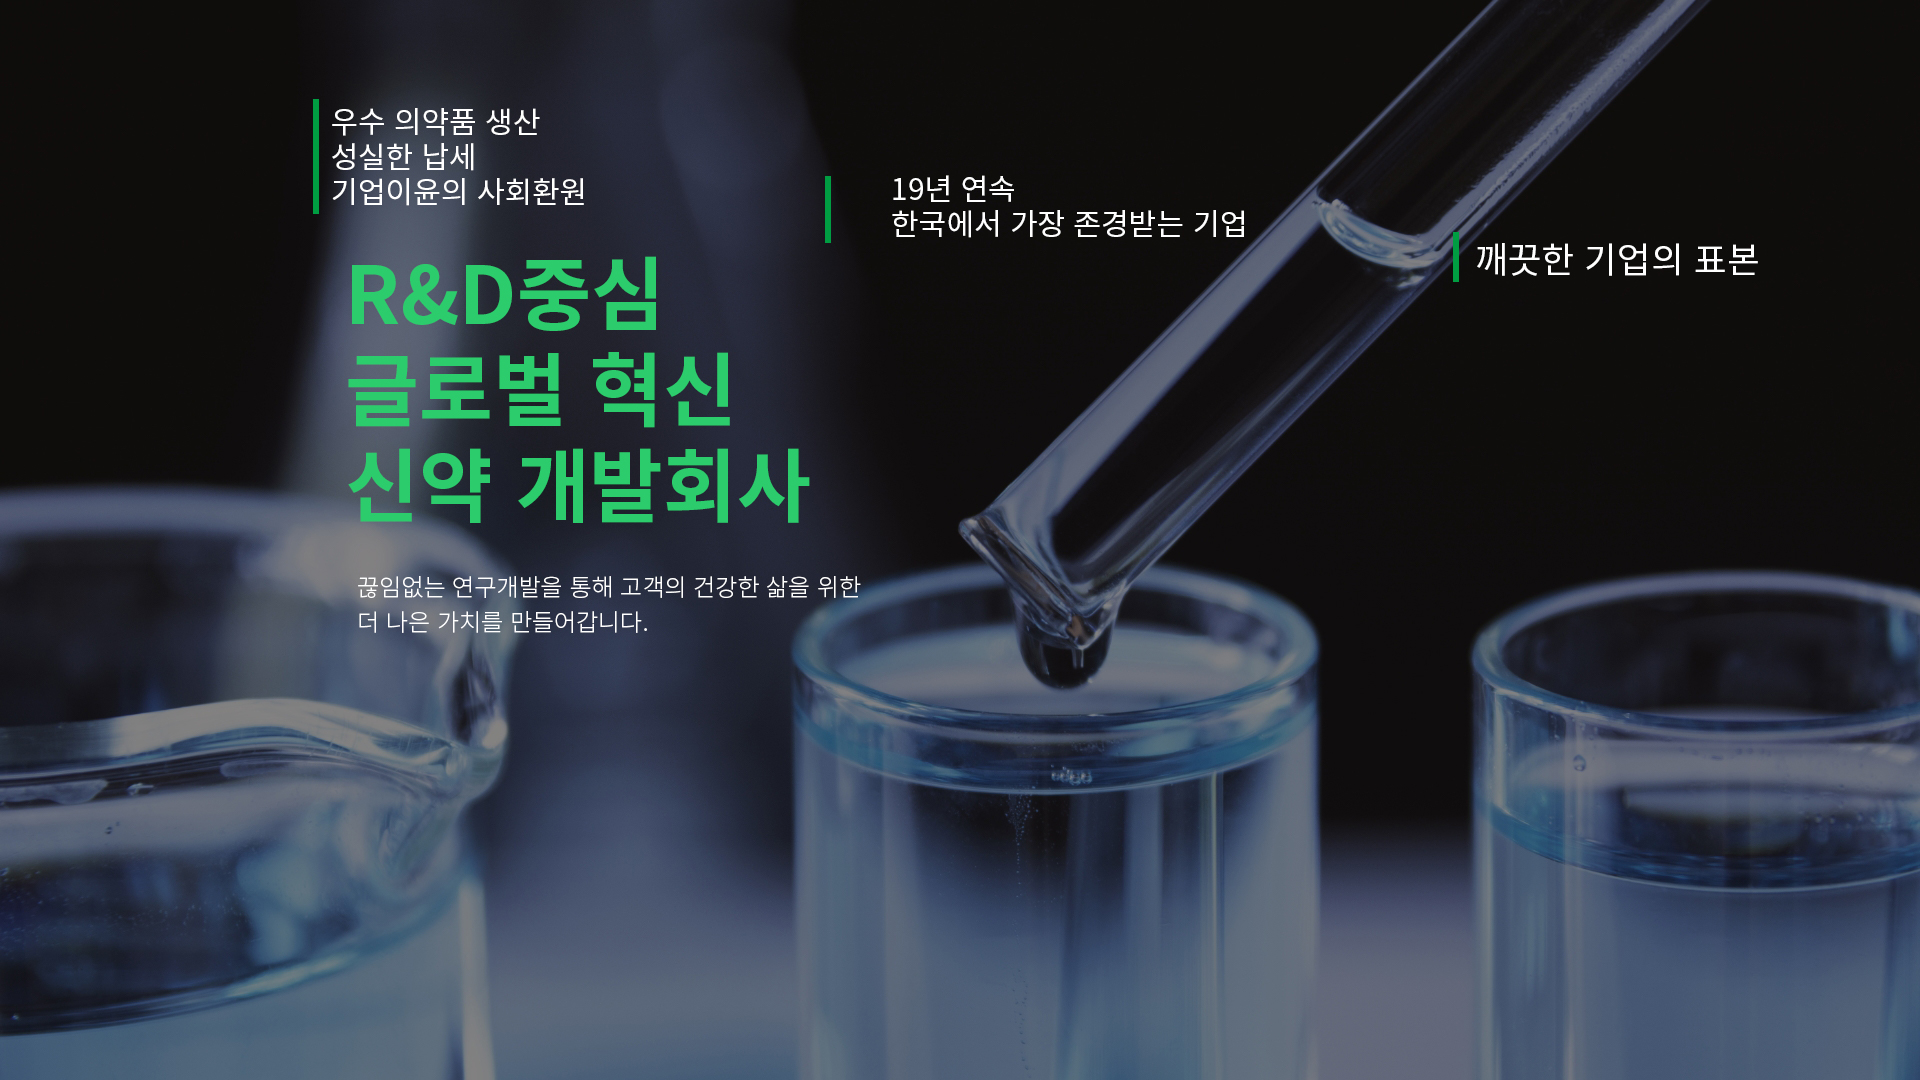 우수 의약품 생산
성실한 납세
기업이윤의 사회환원
19년 연속
한국에서 가장 존경받는 기업
깨끗한 기업의 표본
R&D중심
글로벌 혁신
신약 개발회사
끊임없는 연구개발을 통해 고객의 건강한 삶을 위한
더 나은 가치를 만들어갑니다.